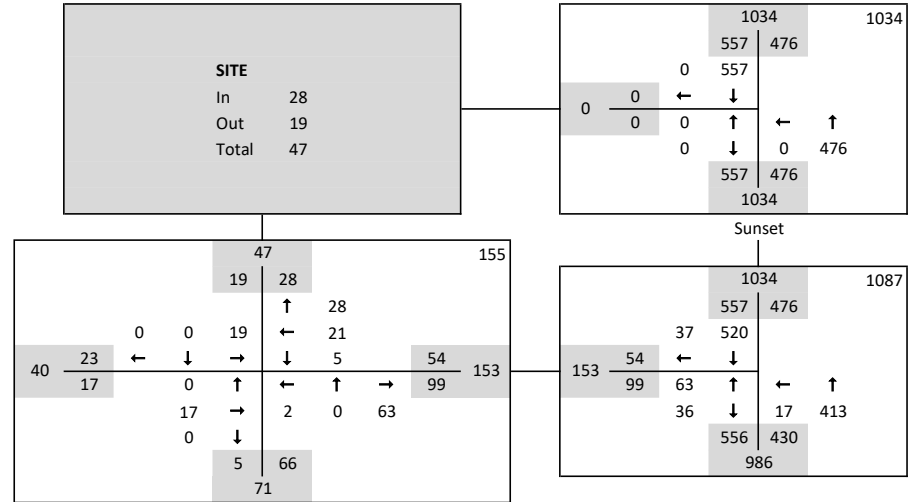 1034 1034
557 476
SITE 0 557
In 28 0 0 ← ↓
Out 19 0 0 ↑ ← ↑
Total 47 0 ↓ 0 476
557 476
1034
Sunset
47 155
19 28
↑ 28
0 0 19 ← 21
40 23 ← ↓ → ↓ 5 54 153
17 0 ↑ ← ↑ → 99
17 → 2 0 63
0 ↓
5 66
71
1034 1087
557 476
37 520
153 54 ← ↓
99 63 ↑ ← ↑
36 ↓ 17 413
556 430
986